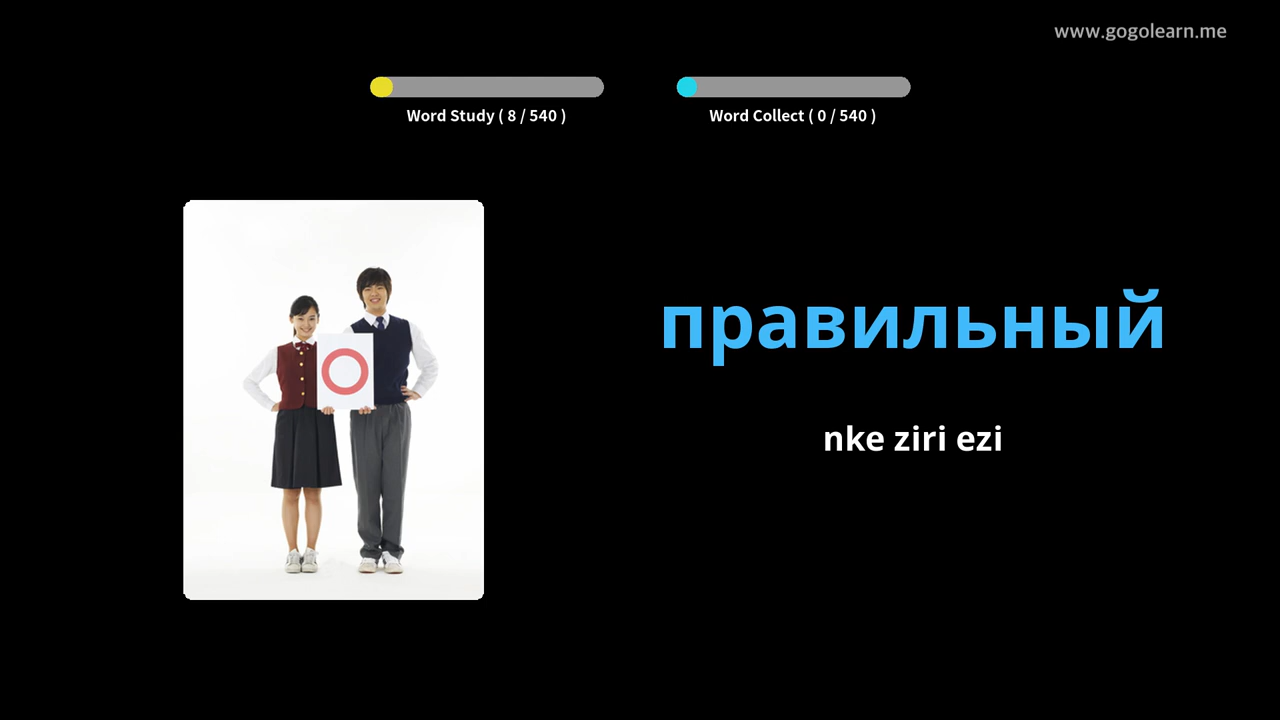 www.gogolearn.me
Word Study ( 8 / 540 )
Word Collect ( 0 / 540 )
правильный
nke ziri ezi